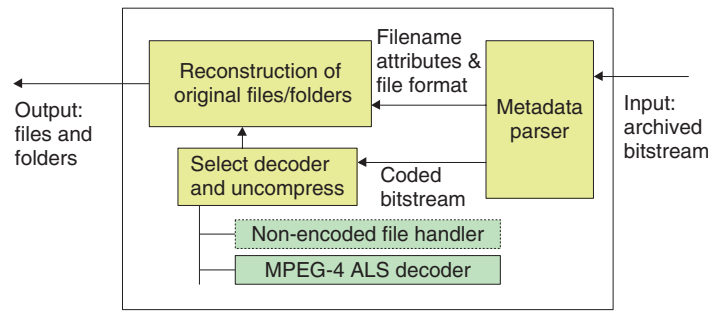 Filename
attributes &
file format
Reconstruction of
original files/folders
Metadata
parser
Output:
files and
folders
Input:
archived
bitstream
Select decoder
and uncompress
Coded
bitstream
Non-encoded file handler
MPEG-4 ALS decoder